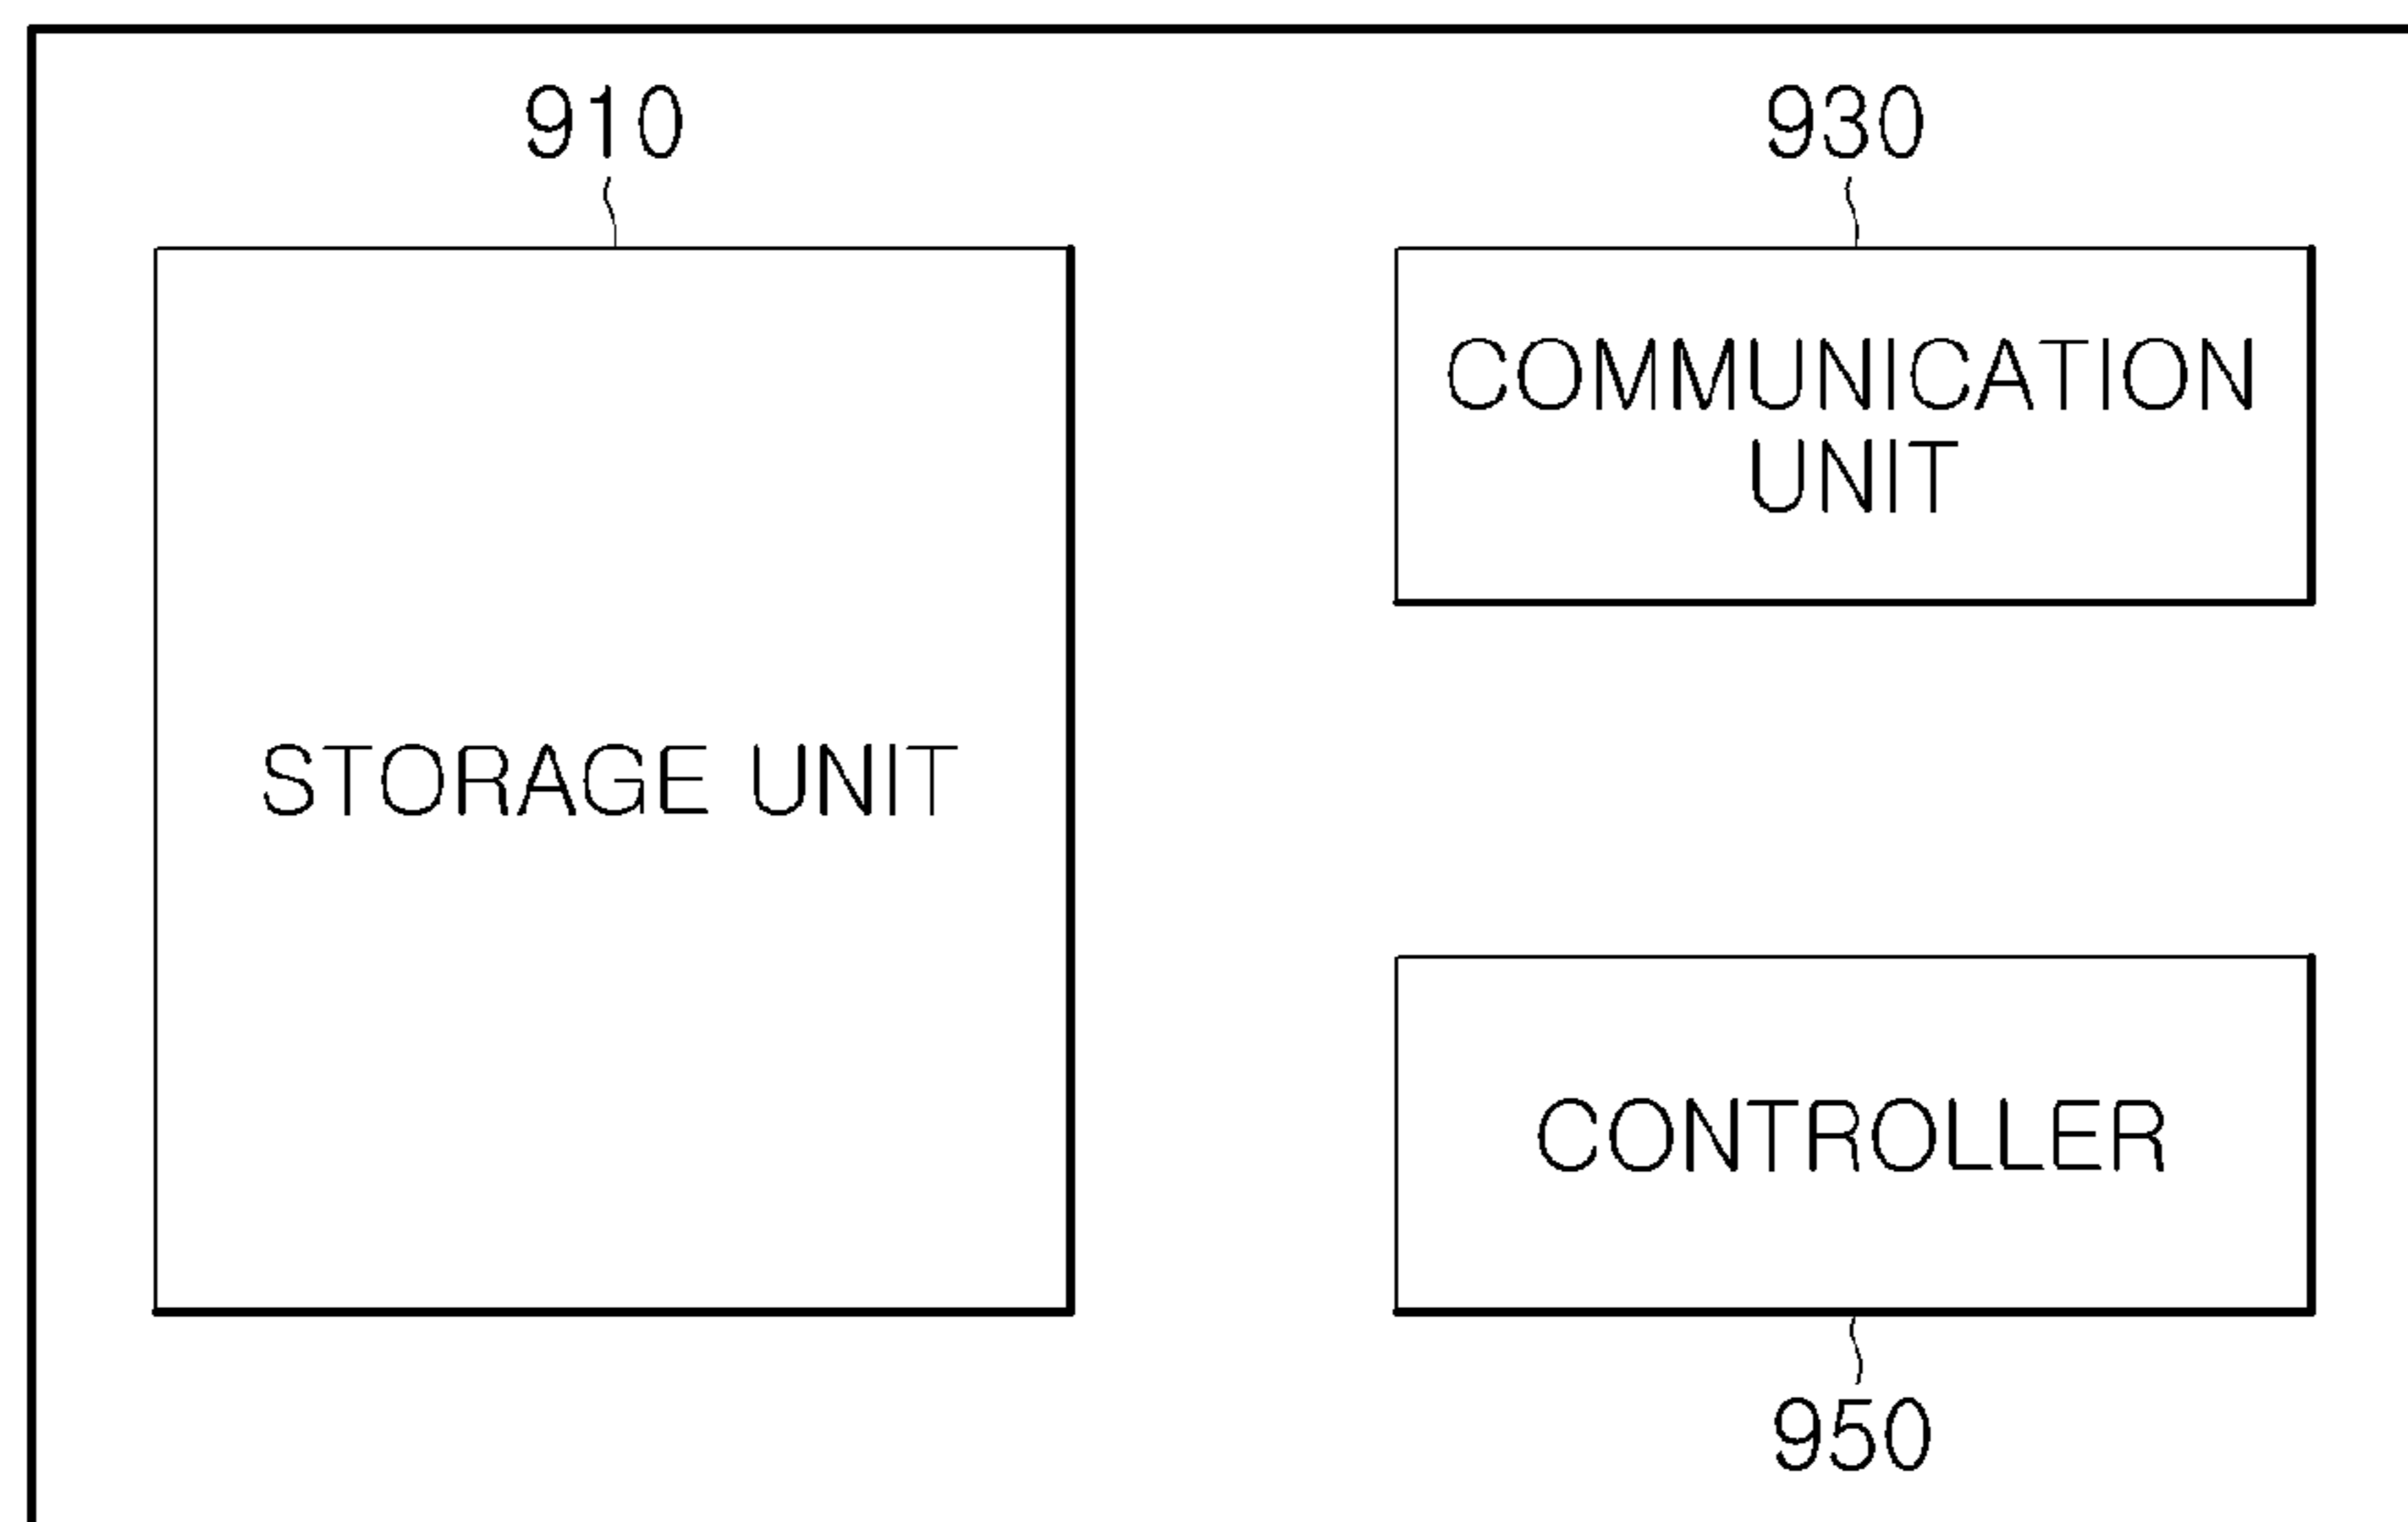 910
930
COMMUNICATION
UNIT
STORAGE UNIT
CONTROLLER
950